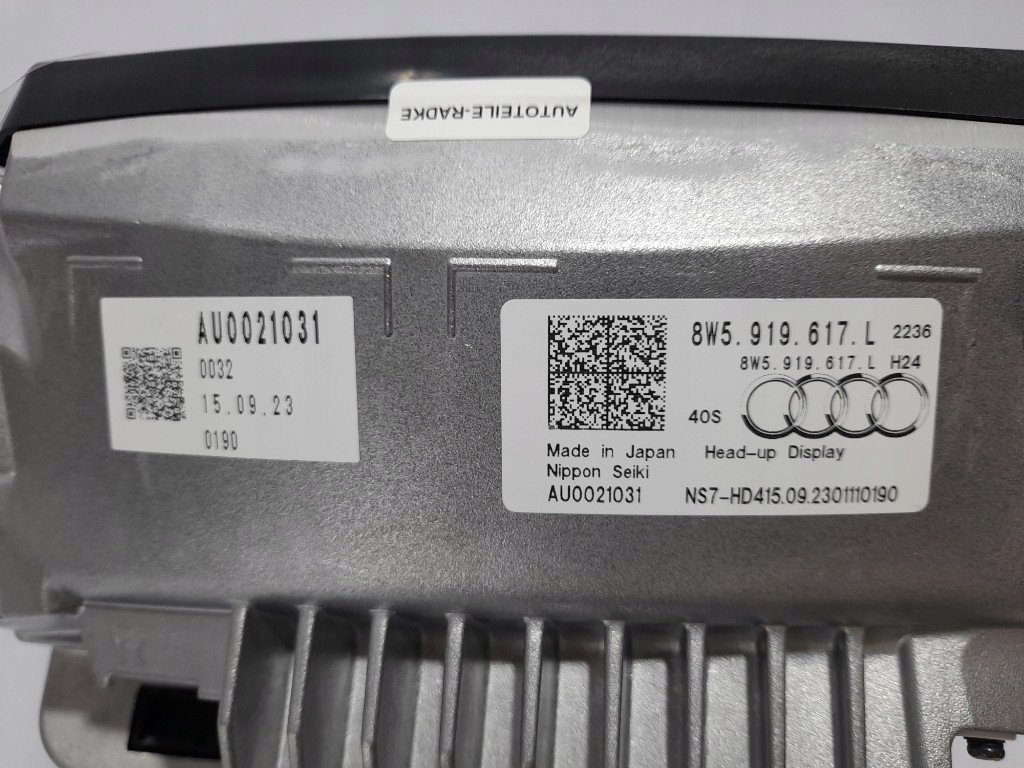 AUTOTEILE-RADKE
AU0021031
0032
15.09.23
0190
8W5.919.617.L 2236
8W5.919.617.L H24
40S
Made in Japan Head-up Display
Nippon Seiki
AU0021031 NS7-HD415.09.2301110190